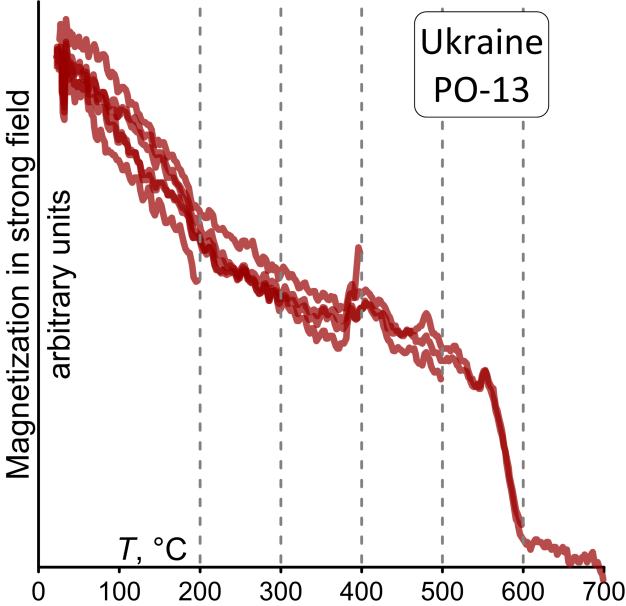 Ukraine
PO-13
Magnetization in strong field
arbitrary units
T, °C
0 100 200 300 400 500 600 700